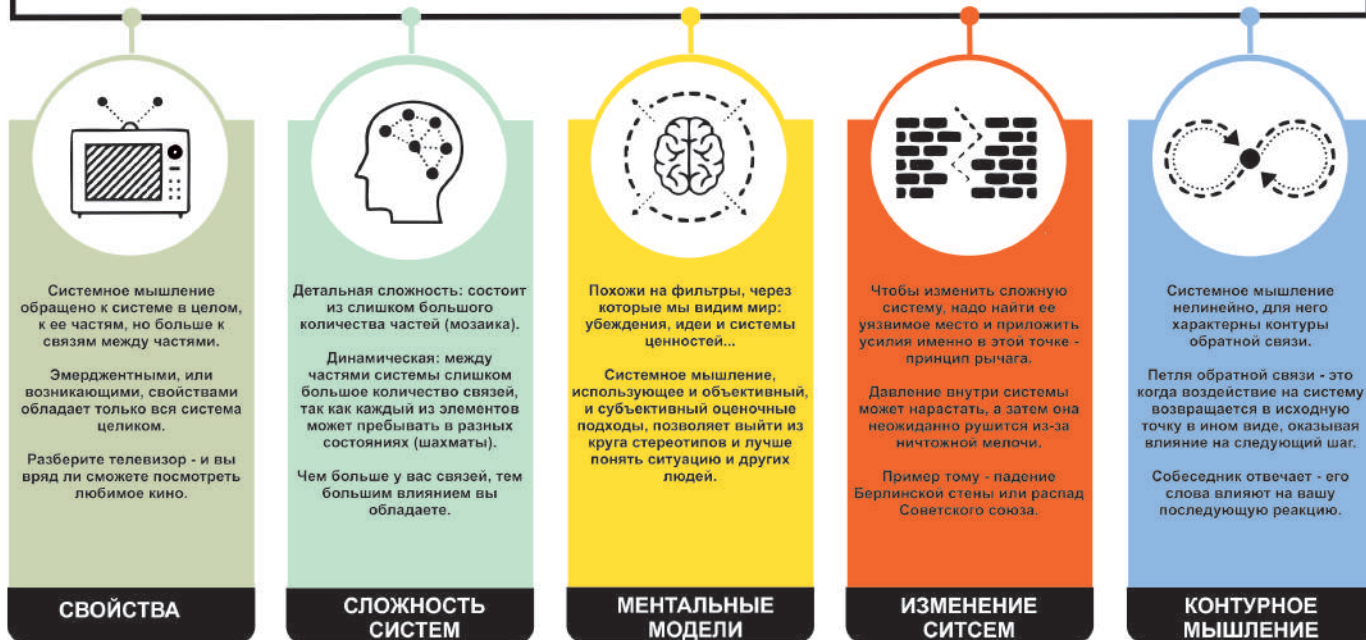 Системное мышление
обращено к системе в целом,
к ее частям, но больше к
связям между частями.
Эмерджентными, или
возникающими, свойствами
обладает только вся система
целиком.
Разберите телевизор - и вы
вряд ли сможете посмотреть
любимое кино.
СВОЙСТВА
Детальная сложность: состоит
из слишком большого
количества частей (мозаика).
Динамическая: между
частями системы слишком
большое количество связей,
так как каждый из элементов
может пребывать в разных
состояниях (шахматы).
Чем больше у вас связей, тем
большим влиянием вы
обладаете.
СЛОЖНОСТЬ
СИСТЕМ
Похожи на фильтры, через
которые мы видим мир:
убеждения, идеи и системы
ценностей...
Системное мышление,
использующее и объективный,
и субъективный оценочные
подходы, позволяет выйти из
круга стереотипов и лучше
понять ситуацию и других
людей.
МЕНТАЛЬНЫЕ
МОДЕЛИ
Чтобы изменить сложную
систему, надо найти ее
уязвимое место и приложить
усилия именно в этой точке -
принцип рычага.
Давление внутри системы
может нарастать, а затем она
неожиданно рушится из-за
ничтожной мелочи.
Пример тому - падение
Берлинской стены или распад
Советского союза.
ИЗМЕНЕНИЕ
СИТСЕМ
Системное мышление
нелинейно, для него
характерны контуры
обратной связи.
Петля обратной связи - это
когда воздействие на систему
возвращается в исходную
точку в ином виде, оказывая
влияние на следующий шаг.
Собеседник отвечает - его
слова влияют на вашу
последующую реакцию.
КОНТУРНОЕ
МЫШЛЕНИЕ